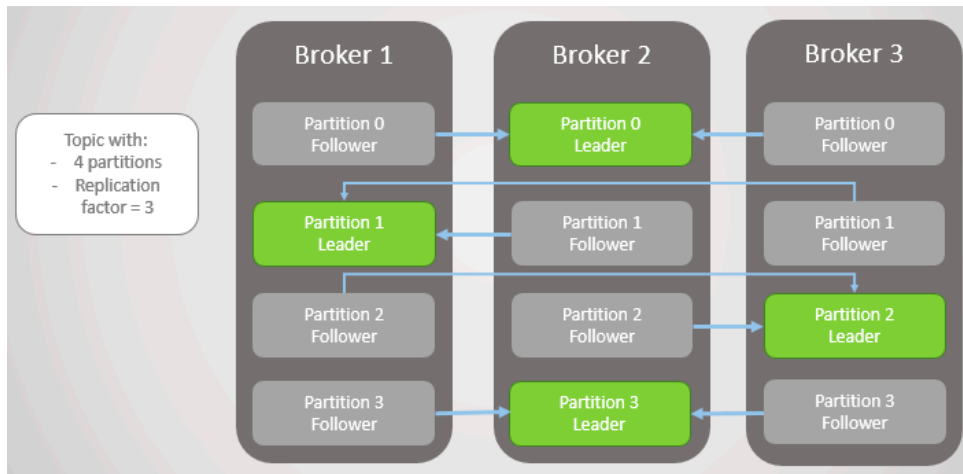 Broker 1
Broker 2
Broker 3
Topic with:
- 4 partitions
- Replication
factor = 3
Partition 0
Follower
Partition 0
Leader
Partition 0
Follower
Partition 1
Leader
Partition 1
Follower
Partition 1
Follower
Partition 2
Follower
Partition 2
Follower
Partition 2
Leader
Partition 3
Follower
Partition 3
Leader
Partition 3
Follower